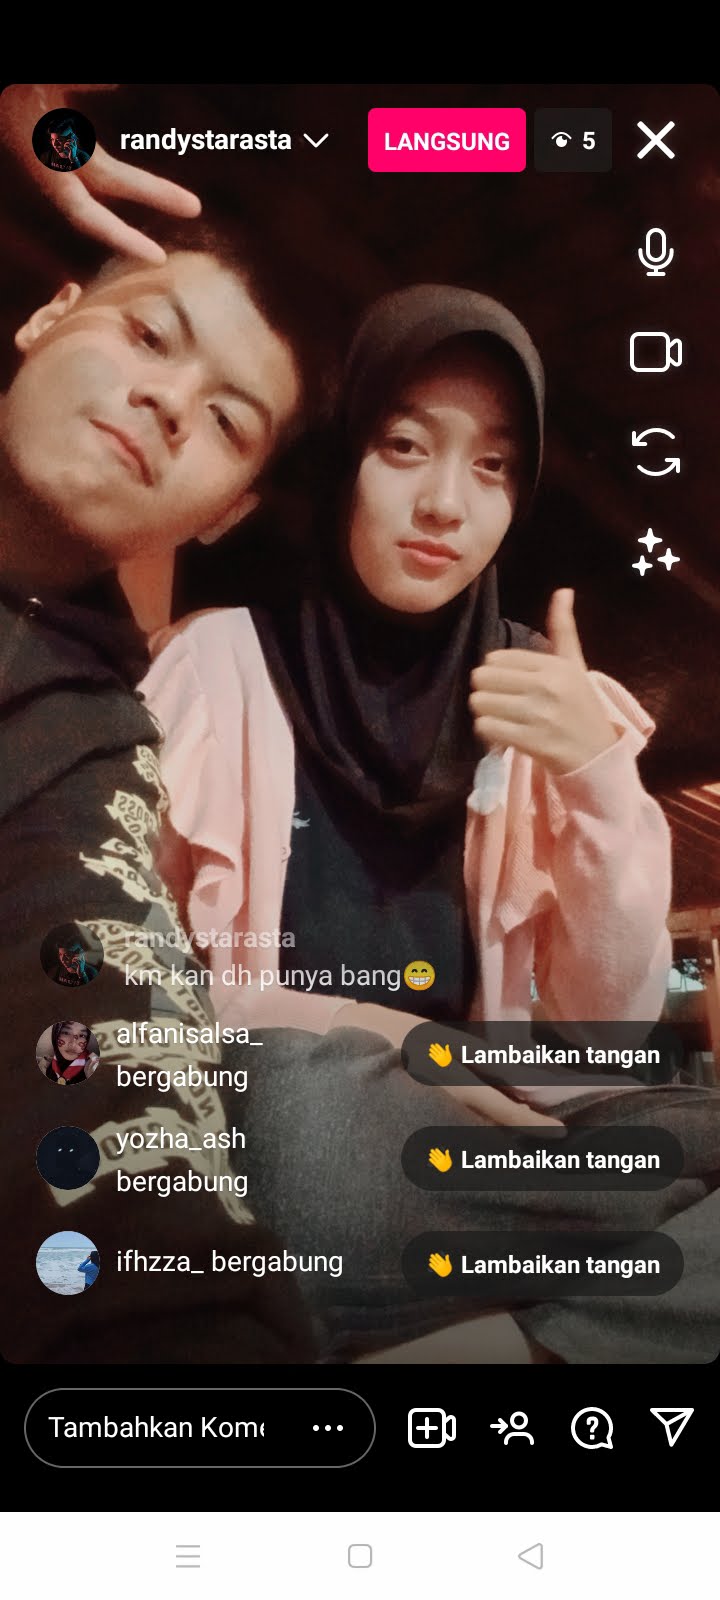 randystarasta
LANGSUNG
5
randystarasta
km kan dh punya bang😁
alfanisalsa_
bergabung
👋 Lambaikan tangan
yozha_ash
bergabung
👋 Lambaikan tangan
ifhzza_ bergabung
👋 Lambaikan tangan
Tambahkan Kome